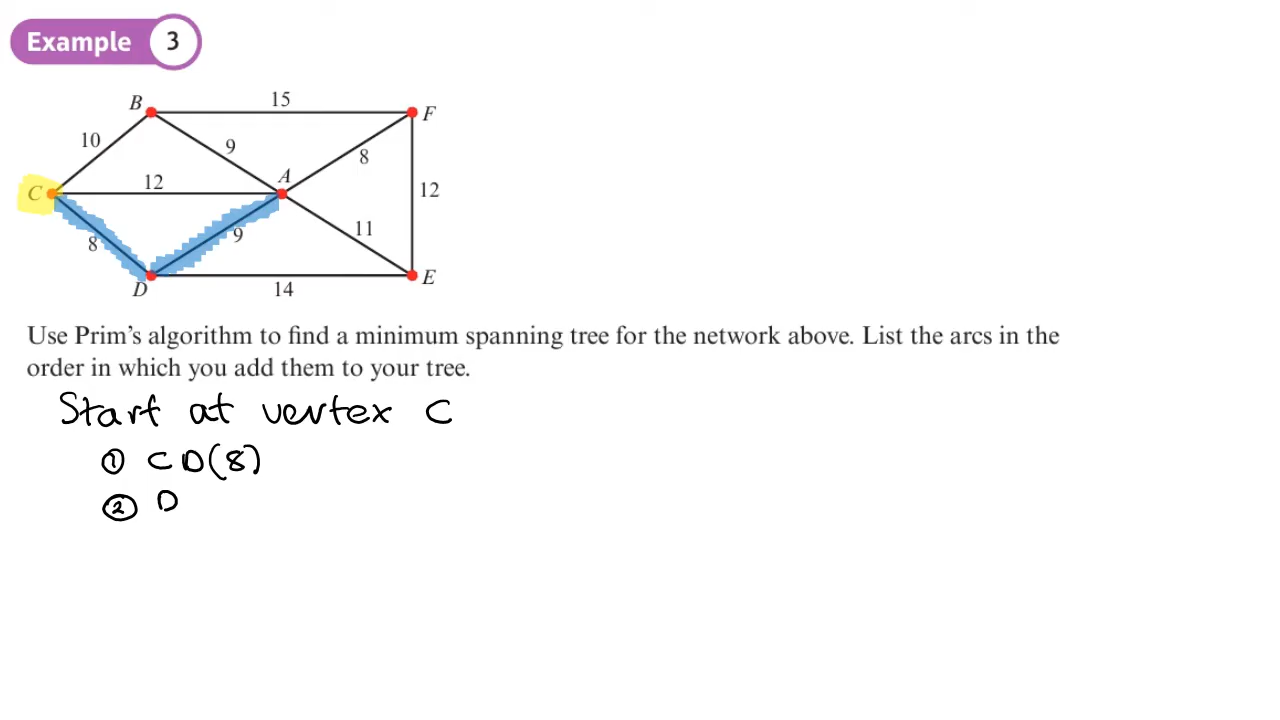 Example 3
B
15
F
10
9
A
8
C
12
12
8
9
11
D
14
E
Use Prim's algorithm to find a minimum spanning tree for the network above. List the arcs in the
order in which you add them to your tree.
Start at vertex C
① CD(8)
② D